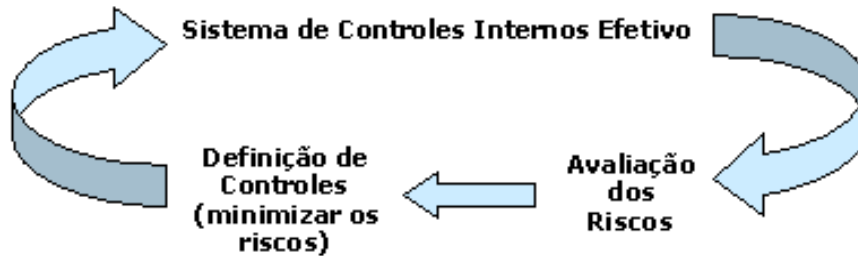 Sistema de Controles Internos Efetivo
Avaliação
dos
Riscos
Definição de
Controles
(minimizar os
riscos)